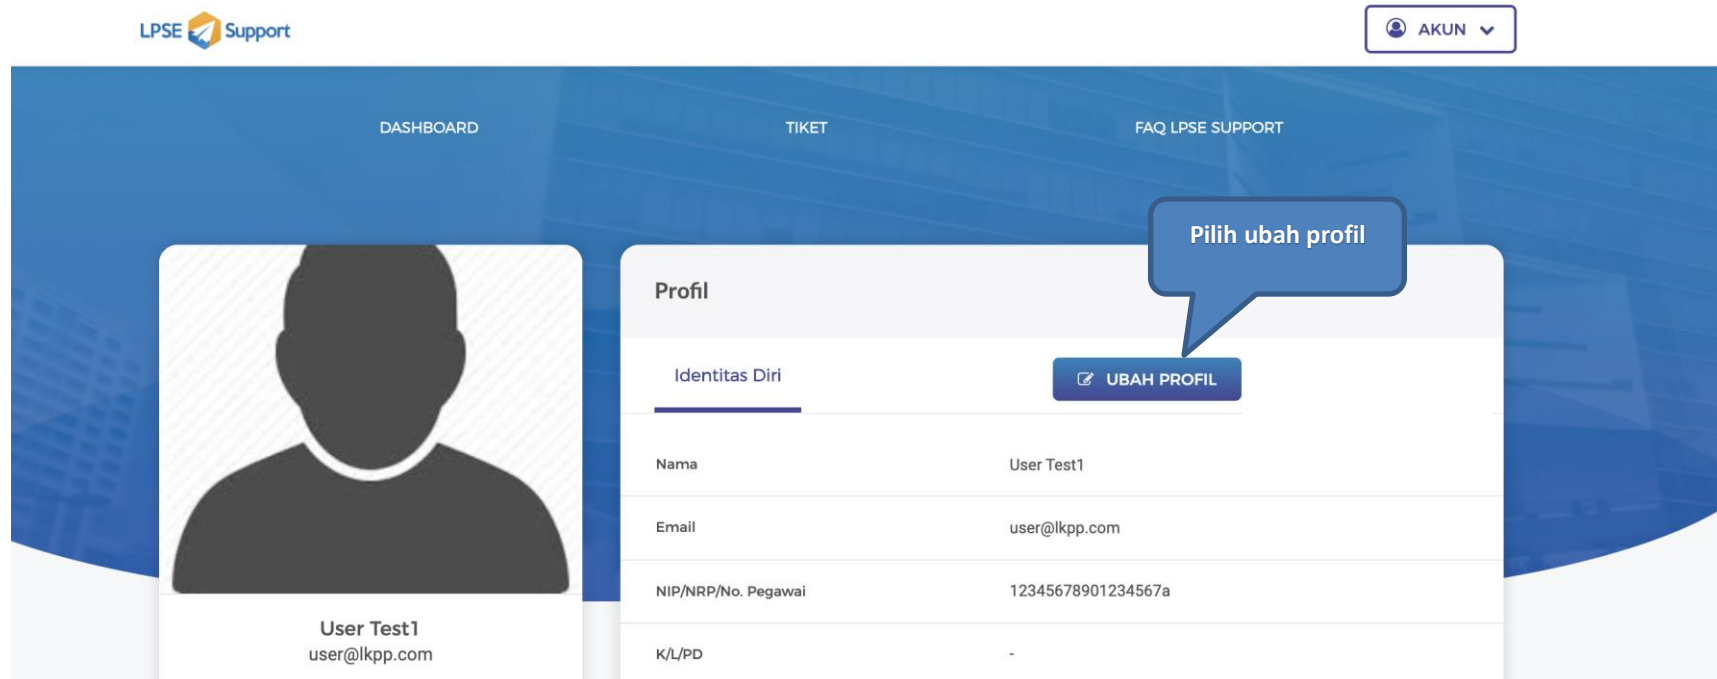 LPSE Support
AKUN
DASHBOARD
TIKET
FAQ LPSE SUPPORT
Pilih ubah profil
Profil
Identitas Diri
UBAH PROFIL
Nama
User Test1
Email
user@lkpp.com
NIP/NRP/No. Pegawai
12345678901234567a
K/L/PD
-
User Test1
user@lkpp.com